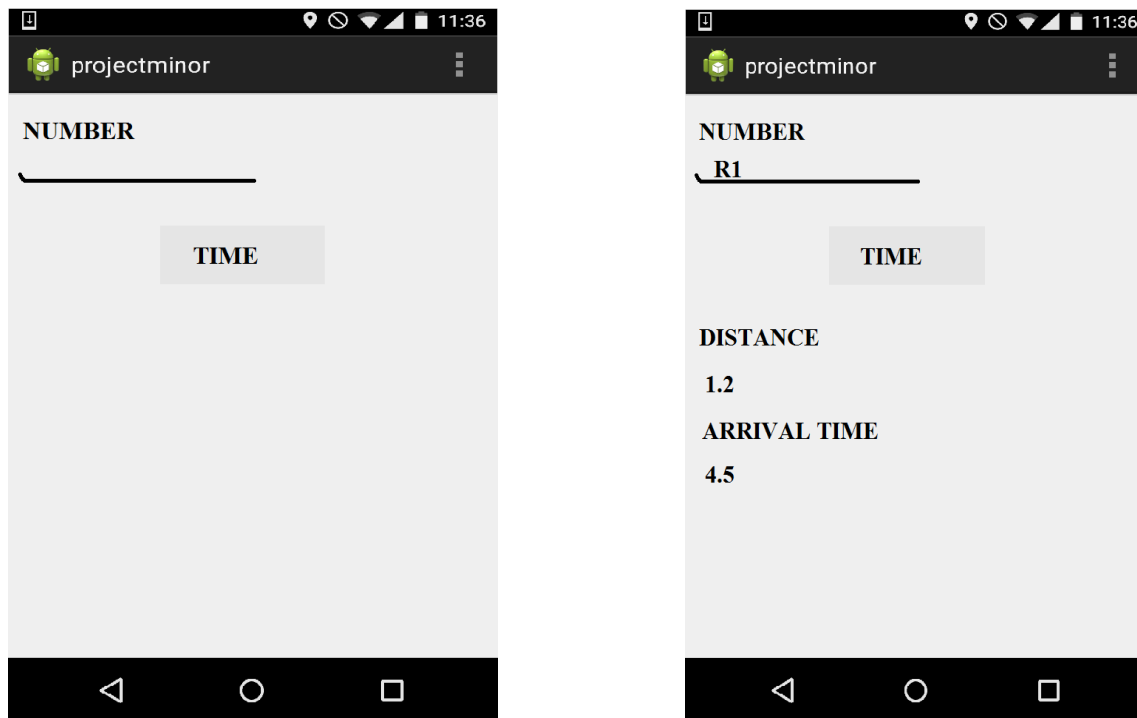 11:36
projectminor
NUMBER
TIME
11:36
projectminor
NUMBER
R1
TIME
DISTANCE
1.2
ARRIVAL TIME
4.5